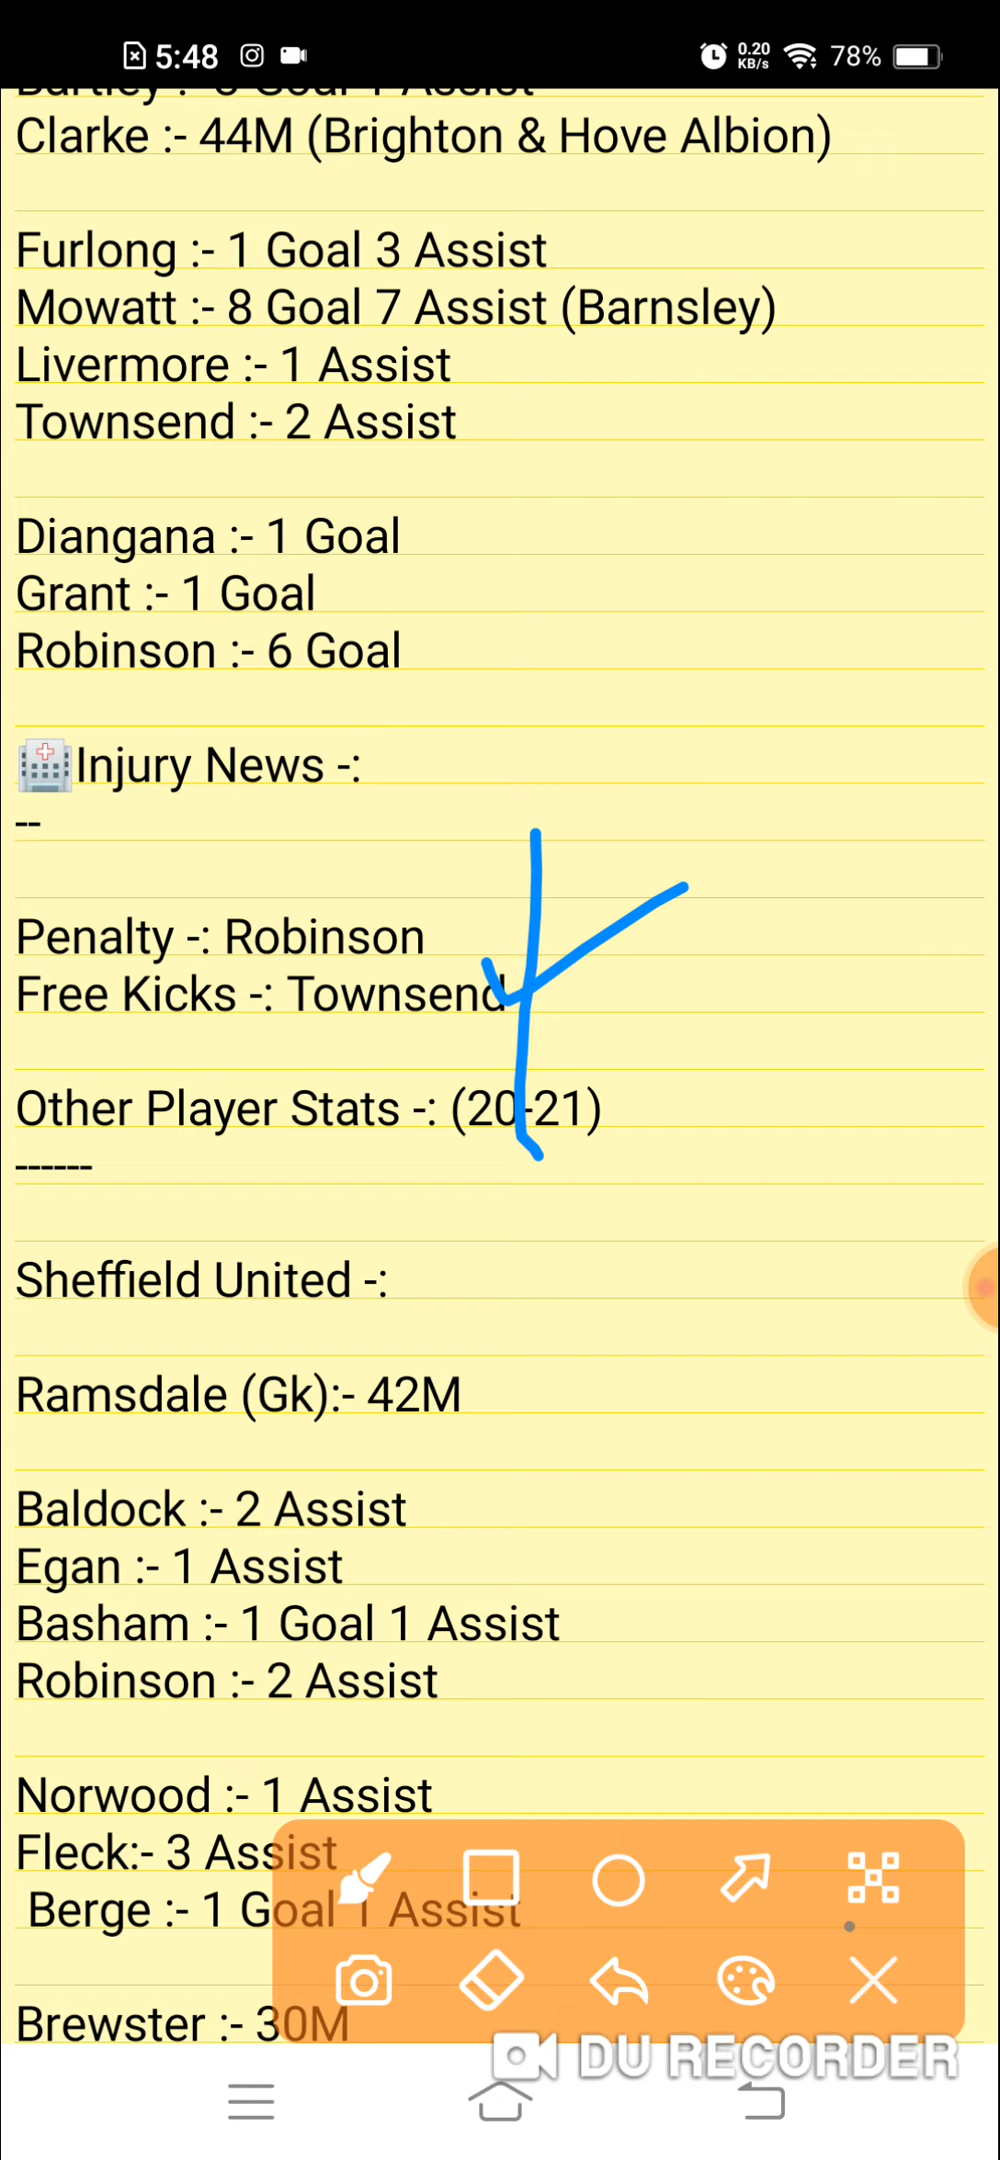 5:48 0.20 KB/s 78%
Clarke :- 44M (Brighton & Hove Albion)
Furlong :- 1 Goal 3 Assist
Mowatt :- 8 Goal 7 Assist (Barnsley)
Livermore :- 1 Assist
Townsend :- 2 Assist
Diangana :- 1 Goal
Grant :- 1 Goal
Robinson :- 6 Goal
Injury News -:
--
Penalty -: Robinson
Free Kicks -: Townsend
Other Player Stats -: (20-21)
------
Sheffield United -:
Ramsdale (Gk):- 42M
Baldock :- 2 Assist
Egan :- 1 Assist
Basham :- 1 Goal 1 Assist
Robinson :- 2 Assist
Norwood :- 1 Assist
Fleck:- 3 Assist
Berge :- 1 Goal 1 Assist
Brewster :- 30M
DU RECORDER